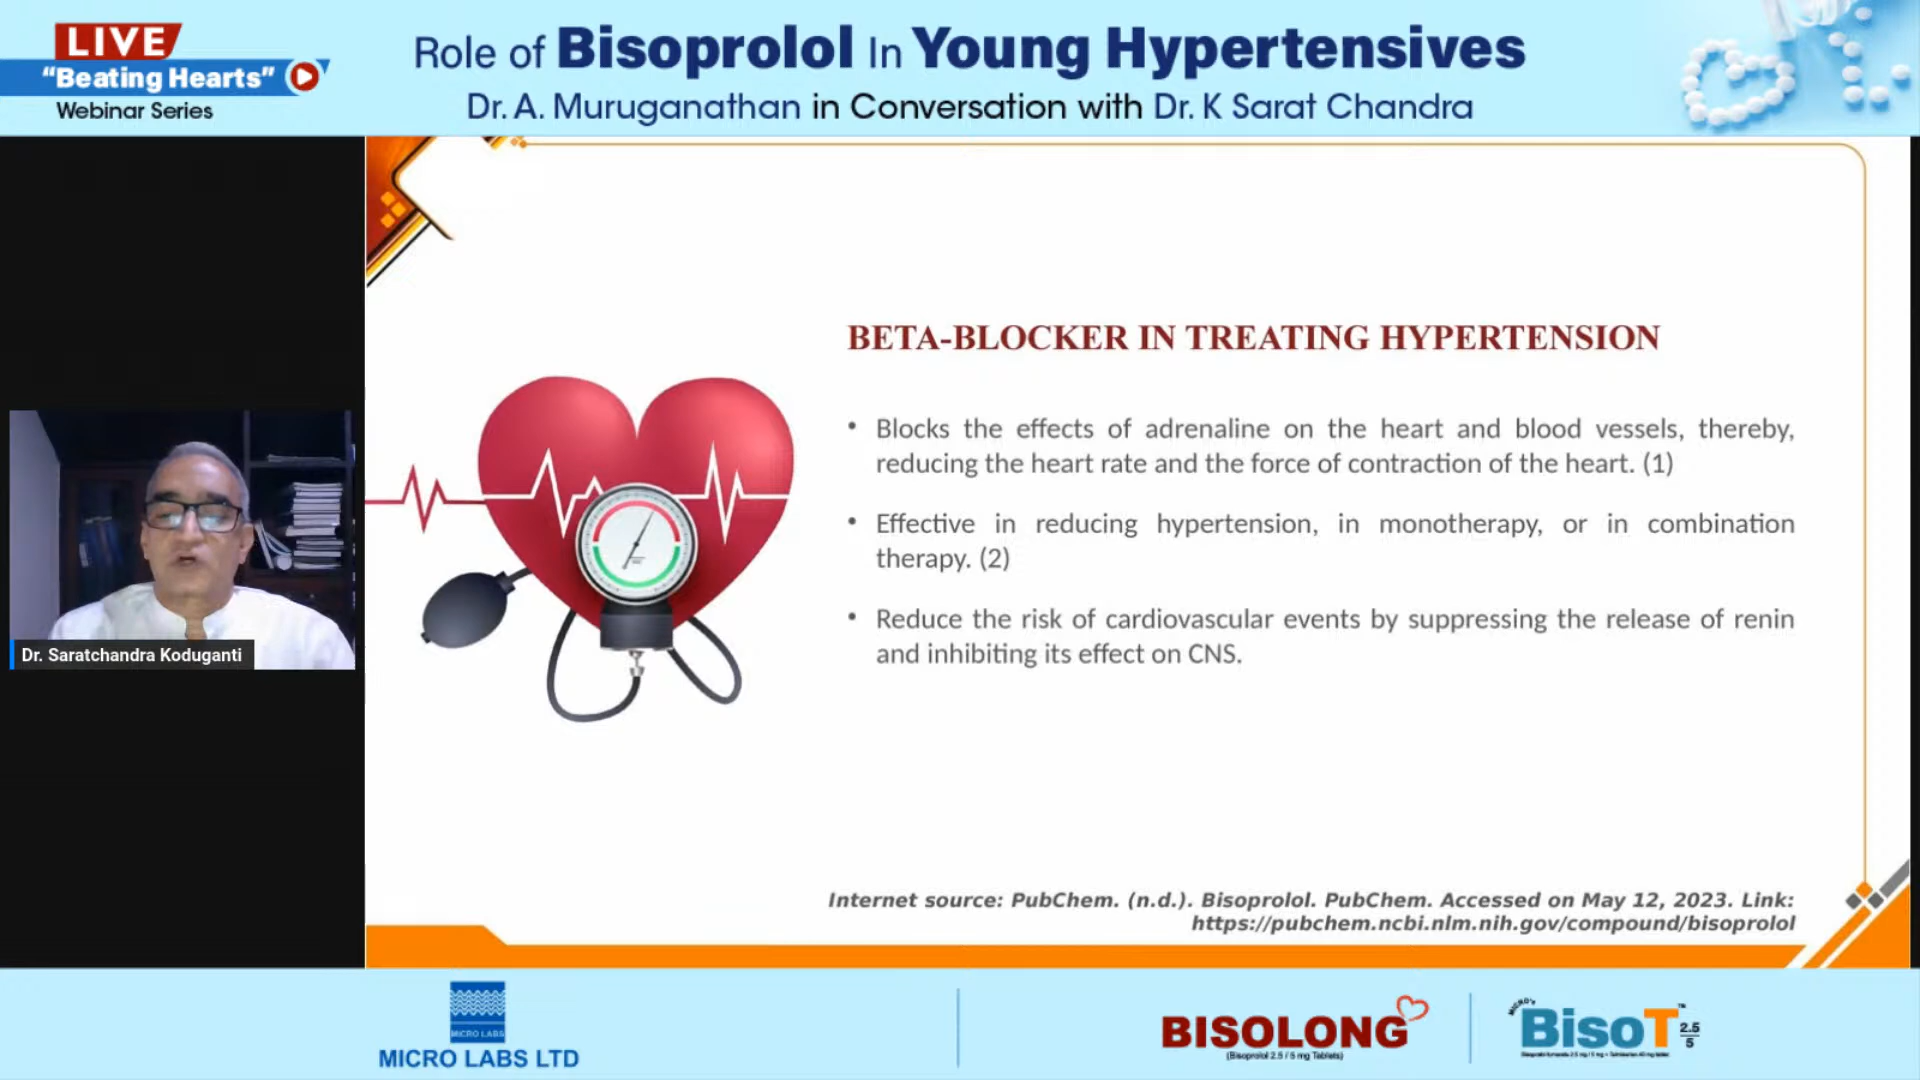 LIVE
"Beating Hearts"
Webinar Series
Role of Bisoprolol In Young Hypertensives
Dr. A. Muruganathan in Conversation with Dr. K Sarat Chandra
BETA-BLOCKER IN TREATING HYPERTENSION
• Blocks the effects of adrenaline on the heart and blood vessels, thereby,
reducing the heart rate and the force of contraction of the heart. (1)
• Effective in reducing hypertension, in monotherapy, or in combination
therapy. (2)
• Reduce the risk of cardiovascular events by suppressing the release of renin
and inhibiting its effect on CNS.
Dr. Saratchandra Koduganti
Internet source: PubChem. (n.d.). Bisoprolol. PubChem. Accessed on May 12, 2023. Link:
https://pubchem.ncbi.nlm.nih.gov/compound/bisoprolol
MICRO LABS
MICRO LABS LTD
BISOLONG
(Bisoprolol 2.5 / 5 mg Tablets)
MICRO's
BisoT™ 2.5
5